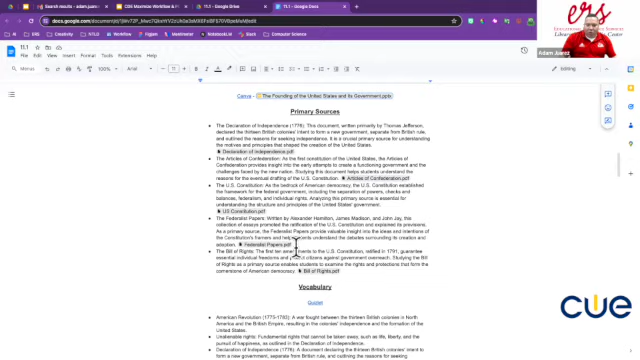 Search results - adam.juarez
CGS Maximize Workflow & P
TL1 - Google Drive
TL1 - Google Docs
TL1
File Edit View Insert Format Tools Extensions Help
Menus
100%
Arial
11
Editing
Adam Juarez
ers
Canva - The Founding of the United States and Its Government.pptx
Primary Sources
The Declaration of Independence (1776): This document, written primarily by Thomas Jefferson,
declared the thirteen British colonies' intent to form a new government, separate from British rule,
and outlined the reasons for seeking independence. It is a crucial primary source for understanding
the motives and principles that shaped the creation of the United States.
Declaration of Independence.pdf
The Articles of Confederation: As the first constitution of the United States, the Articles of
Confederation provides insight into the early attempts to create a functioning government and the
challenges faced by the new nation. Studying this document helps students understand the
reasons for the eventual drafting of the U.S. Constitution. Articles of Confederation.pdf
The U.S. Constitution: As the bedrock of American democracy, the U.S. Constitution established
the framework for the federal government, including the separation of powers, checks and
balances, federalism, and individual rights. Analyzing this primary source is essential for
understanding the structure and principles of the United States government.
US Constitution.pdf
The Federalist Papers: Written by Alexander Hamilton, James Madison, and John Jay, this
collection of essays promoted the ratification of the Constitution and explained its provisions.
As a primary source, the Federalist Papers provide valuable insight into the ideas and intentions of
the Constitution's framers and help students understand the debates surrounding its creation and
adoption. Federalist Papers.pdf
The Bill of Rights: The first ten amendments to the U.S. Constitution, ratified in 1791, guarantee
essential individual freedoms and protect citizens against government overreach. Studying the Bill
of Rights as a primary source enables students to examine the rights and protections that form the
cornerstone of American democracy. Bill of Rights.pdf
Vocabulary
Quizlet
American Revolution (1775-1783): A war fought between the thirteen British colonies in North
America and the British Empire, resulting in the colonies' independence and the formation of the
United States.
Unalienable rights: Fundamental rights that cannot be taken away, such as life, liberty, and the
pursuit of happiness, as outlined in the Declaration of Independence.
Declaration of Independence (1776): A document declaring the thirteen British colonies' intent to
form a new government, separate from British rule, and outlining the reasons for seeking
CUE